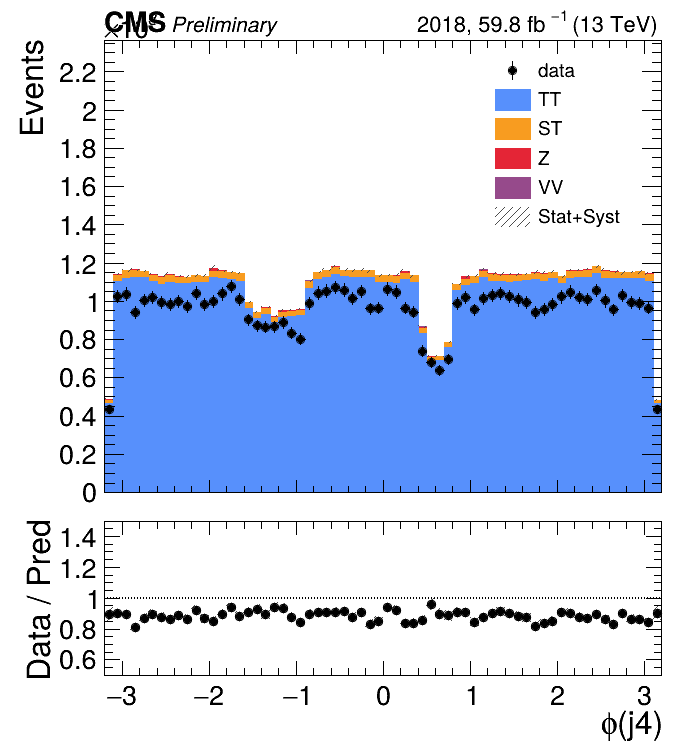 CMS Preliminary 2018, 59.8 fb⁻¹ (13 TeV)
Events
2.2
2
1.8
1.6
1.4
1.2
1
0.8
0.6
0.4
0.2
0
data
TT
ST
Z
VV
Stat+Syst
Data / Pred
1.4
1.2
1
0.8
0.6
−3 −2 −1 0 1 2 3
ϕ(j4)